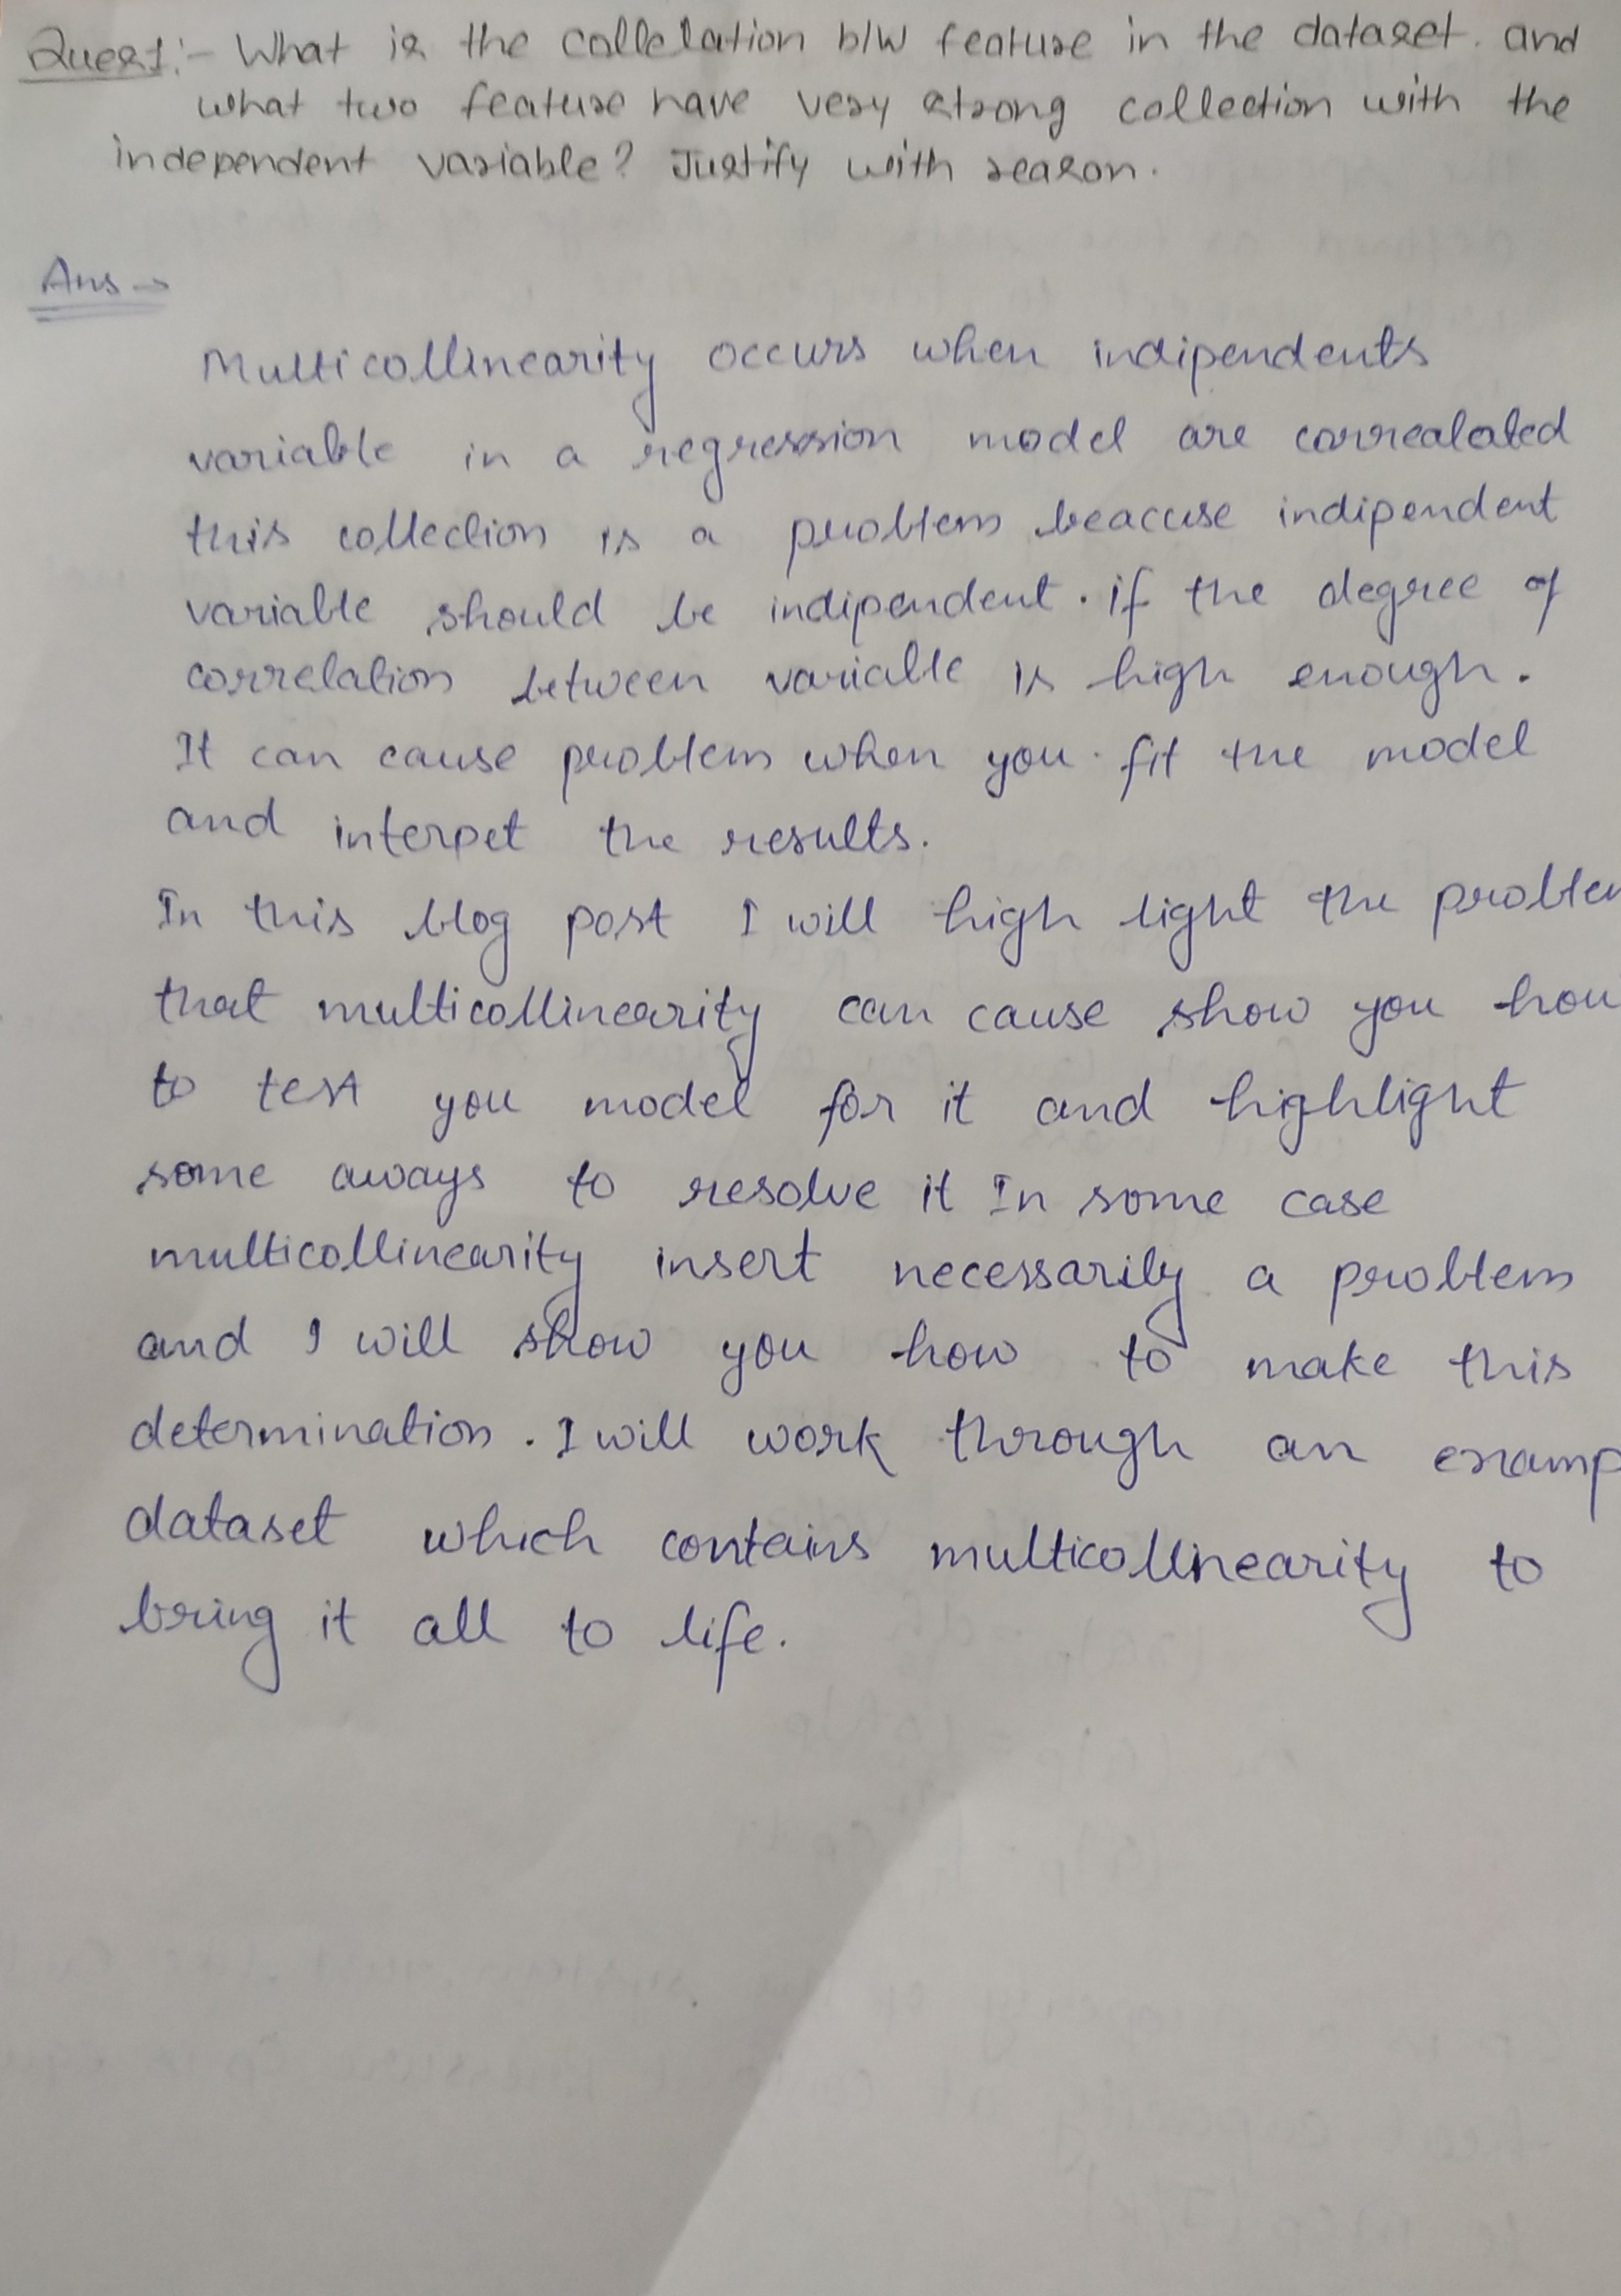 Ques1:- What is the collelation b/w feature in the dataset. and
what two feature have very strong collection with the
independent variable? Justify with reason.
Ans →
Multicollinearity occurs when indipendents
variable in a regression model are correalated
this collection is a problem beacuse indipendent
variable should be indipendent. if the degree of
correlation between variable is high enough.
It can cause problem when you fit the model
and interpet the results.
In this blog post I will high light the problem
that multicollinearity can cause show you how
to test you model for it and highlight
some aways to resolve it In some case
multicollinearity insert necessarily a problem
and I will show you how to make this
determination. I will work through an examp
dataset which contains multicollinearity to
bring it all to life.